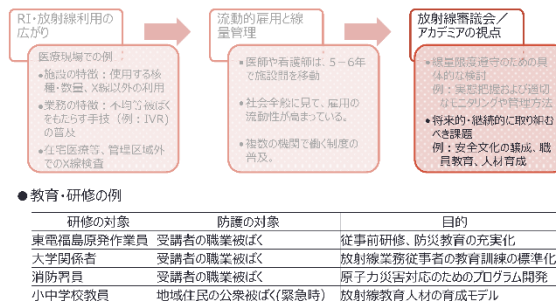 RI・放射線利用の
広がり
医療現場での例
●施設の特徴：使用する核
種・数量、X線以外の利用
●業務の特徴：不均等被ばく
をもたらす手技（例：IVR）
の普及
●在宅医療等、管理区域外
でのX線検査
流動的雇用と線
量管理
●医師や看護師は、5－6年
で施設間を移動
●社会全般に見て、雇用の
流動性が高まっている。
●複数の機関で働く制度の
普及。
放射線審議会／
アカデミアの視点
●線量限度遵守のための具
体的な検討
例：実態把握および適切
なモニタリングや管理方法
●将来的・継続的に取り組む
べき課題
例：安全文化の醸成、職
員教育、人材育成
●教育・研修の例
研修の対象 防護の対象 目的
東電福島原発作業員 受講者の職業被ばく 従事前研修、防災教育の充実化
大学関係者 受講者の職業被ばく 放射線業務従事者の教育訓練の標準化
消防署員 受講者の職業被ばく 原子力災害対応のためのプログラム開発
小中学校教員 地域住民の公衆被ばく(緊急時) 放射線教育人材の育成モデル